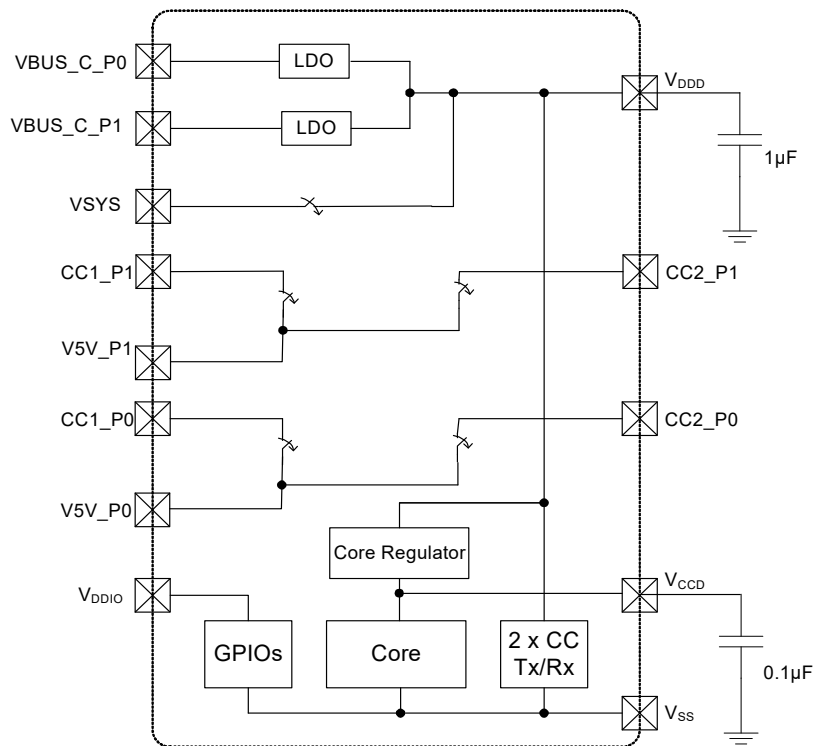 VBUS_C_P0
LDO
VDDD
VBUS_C_P1
LDO
1µF
VSYS
CC1_P1
CC2_P1
V5V_P1
CC1_P0
CC2_P0
V5V_P0
Core Regulator
VDDIO
VCCD
GPIOs
Core
2 x CC
Tx/Rx
0.1µF
VSS